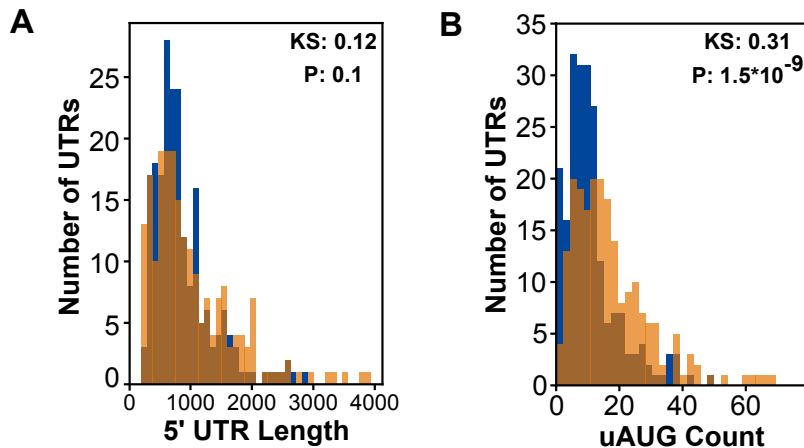 A
KS: 0.12
P: 0.1
Number of UTRs
25
20
15
10
5
0
0 1000 2000 3000 4000
5' UTR Length
B
KS: 0.31
P: 1.5*10^-9
Number of UTRs
35
30
25
20
15
10
5
0
0 20 40 60
uAUG Count